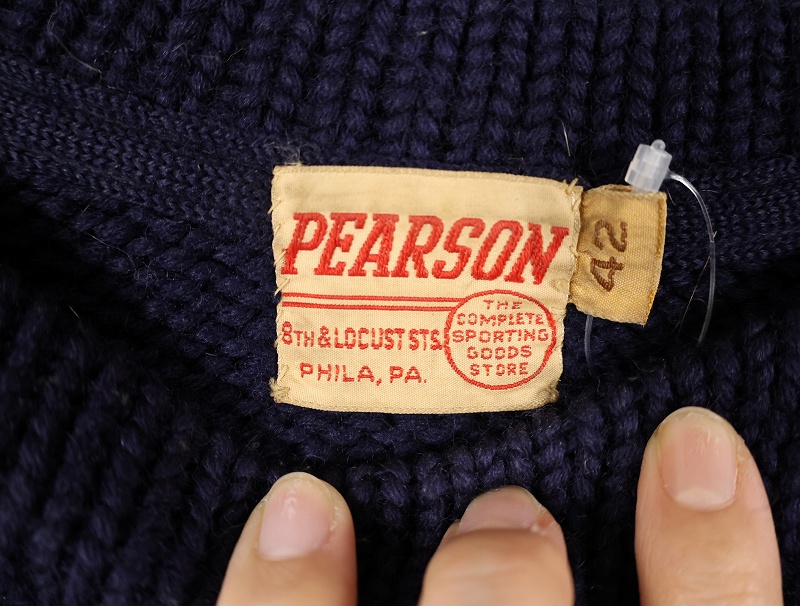 PEARSON
8TH & LOCUST STS.
PHILA, PA.
THE
COMPLETE
SPORTING
GOODS
STORE
42